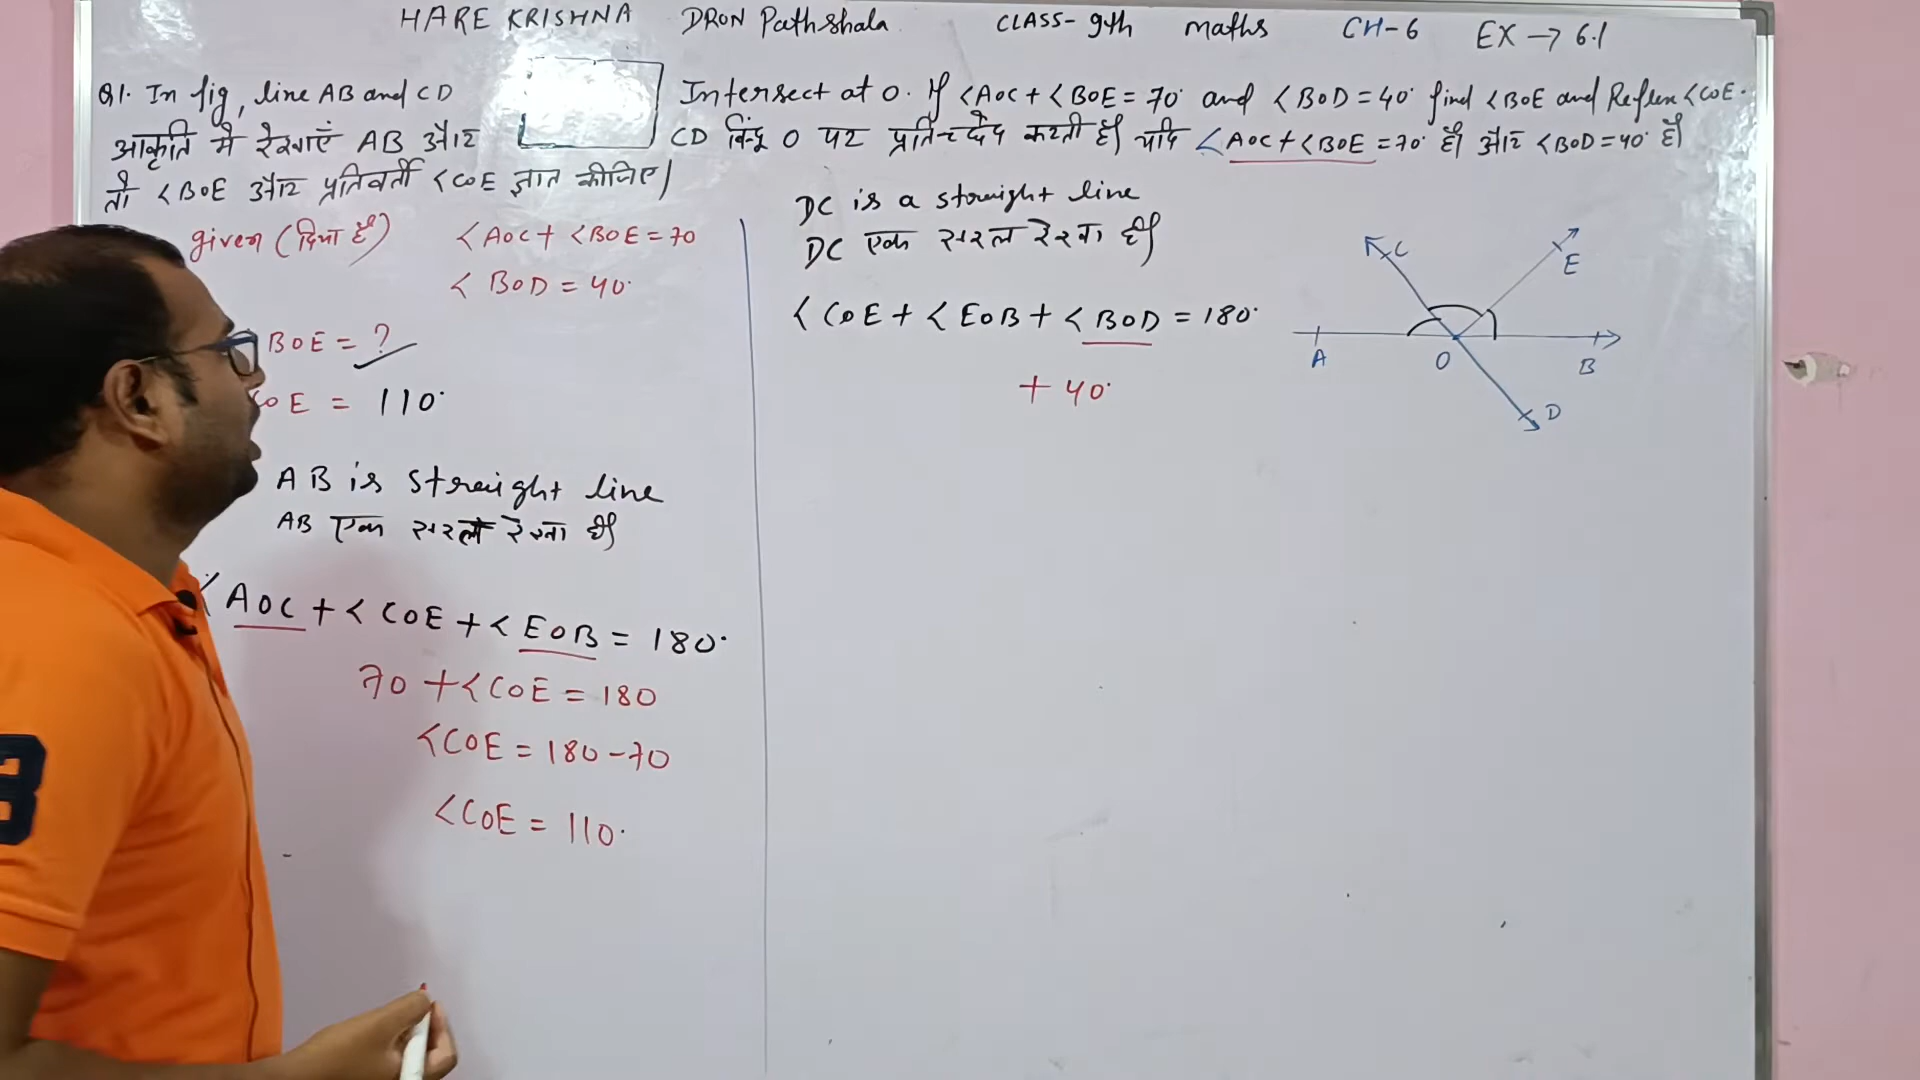 HARE KRISHNA DRON Pathshala CLASS- 9th maths CH-6 EX → 6.1
Q1. In fig, line AB and CD Intersect at O. If <AOC + <BOE = 70° and <BOD = 40° find <BOE and Reflex <COE.
आकृति में रेखाएं AB और CD बिन्दु O पर प्रतिच्छेद करती हैं यदि <AOC + <BOE = 70° है और <BOD = 40° है
तो <BOE और प्रतिवर्ती <COE ज्ञात कीजिए।
given (दिया है) <AOC + <BOE = 70
< BOD = 40°
BOE = ?
COE = 110°
AB is straight line
AB एक सरल रेखा है
< AOC + < COE + < EOB = 180°
70 + <COE = 180
<COE = 180 - 70
<COE = 110°
DC is a straight line
DC एक सरल रेखा है
< COE + < EOB + < BOD = 180°
+ 40°
C
E
A
O
B
D